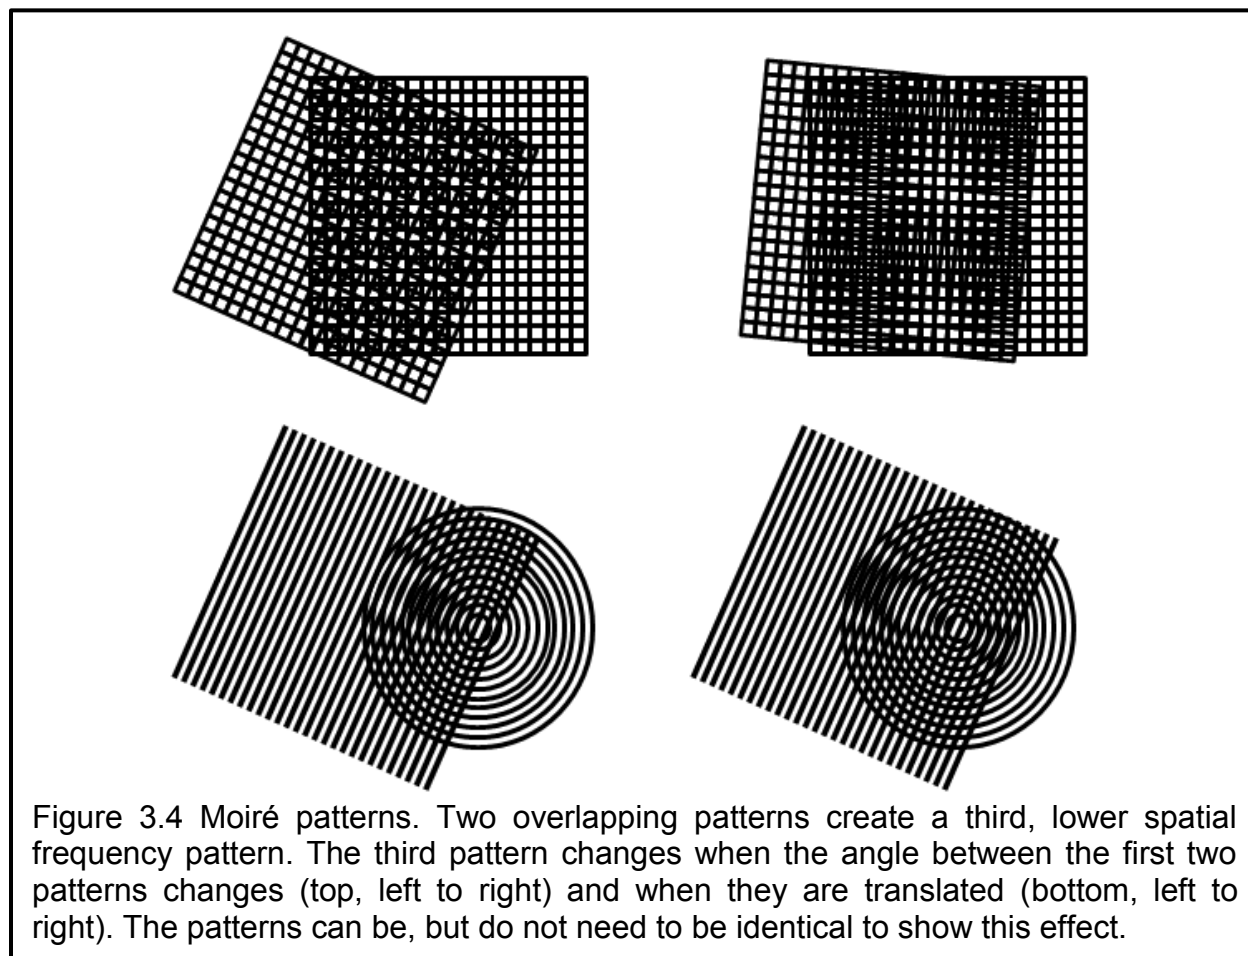 Figure 3.4 Moiré patterns. Two overlapping patterns create a third, lower spatial
frequency pattern. The third pattern changes when the angle between the first two
patterns changes (top, left to right) and when they are translated (bottom, left to
right). The patterns can be, but do not need to be identical to show this effect.